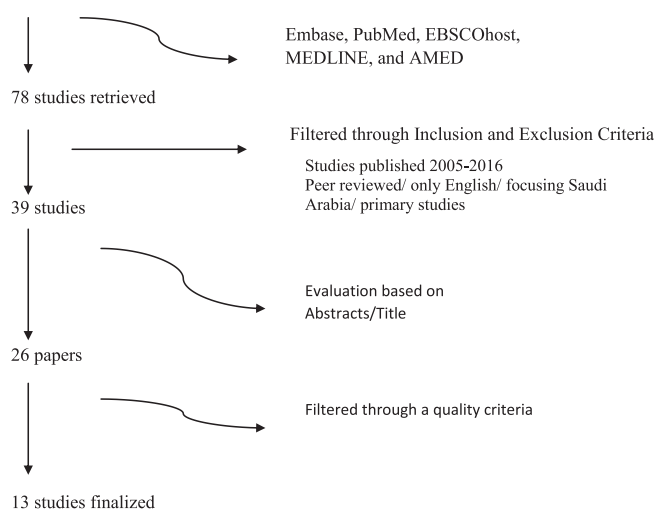 Embase, PubMed, EBSCOhost,
MEDLINE, and AMED
78 studies retrieved
Filtered through Inclusion and Exclusion Criteria
Studies published 2005-2016
Peer reviewed/ only English/ focusing Saudi
Arabia/ primary studies
39 studies
Evaluation based on
Abstracts/Title
26 papers
Filtered through a quality criteria
13 studies finalized